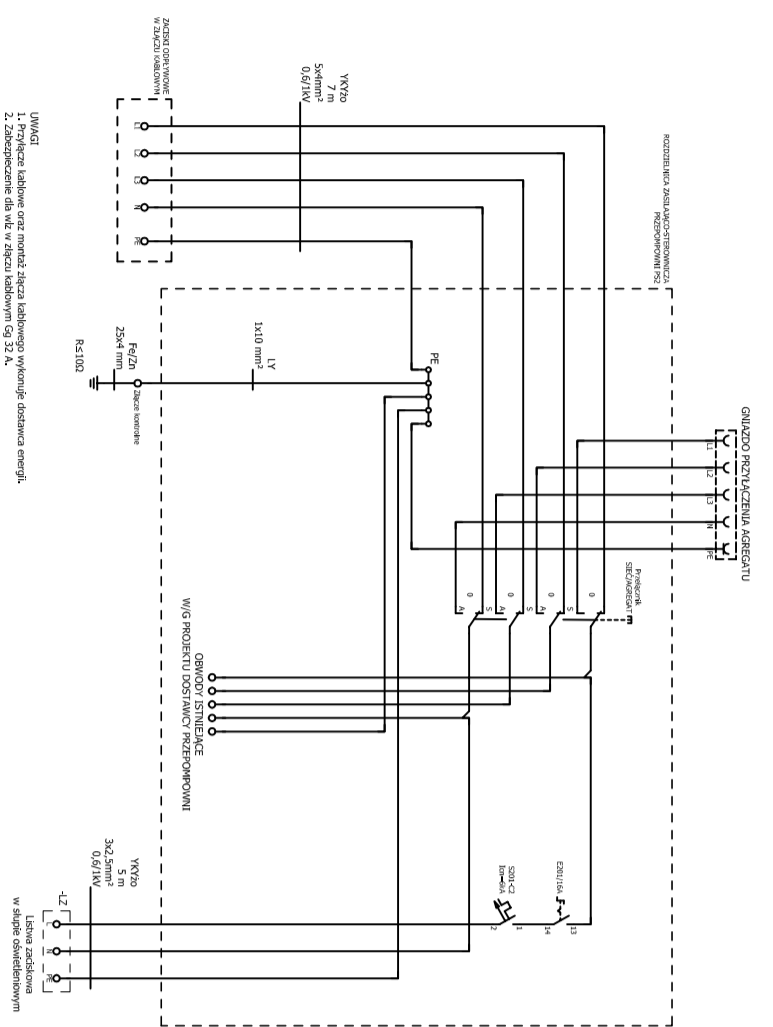 ZACISKI ODPŁYWOWE
W ZŁĄCZU KABLOWYM
L1
L2
L3
N
PE
YKYżo
7 m
5x4mm²
0,6/1kV
ROZDZIELNICA ZASILAJĄCO-STEROWNICZA
PRZEPOMPOWNI PS2
GNIAZDO PRZYŁĄCZENIA AGREGATU
L1
L2
L3
N
PE
Przełącznik
SIEĆ/AGREGAT
S
0
A
S
A
S
0
A
PE
LY
1x10 mm²
Fe/Zn
25x4 mm
Złącze kontrolne
R≤10Ω
OBWODY ISTNIEJĄCE
W/G PROJEKTU DOSTAWCY PRZEPOMPOWNI
E201/16A
13
14
S201-C2
Icn=6kA
1
2
YKYżo
5 m
3x2,5mm²
0,6/1kV
-LZ
L
N
PE
Listwa zaciskowa
w słupie oświetleniowym
UWAGI
1. Przyłącze kablowe oraz montaż złącza kablowego wykonuje dostawca energii.
2. Zabezpieczenie dla wlz w złączu kablowym Gg 32 A.